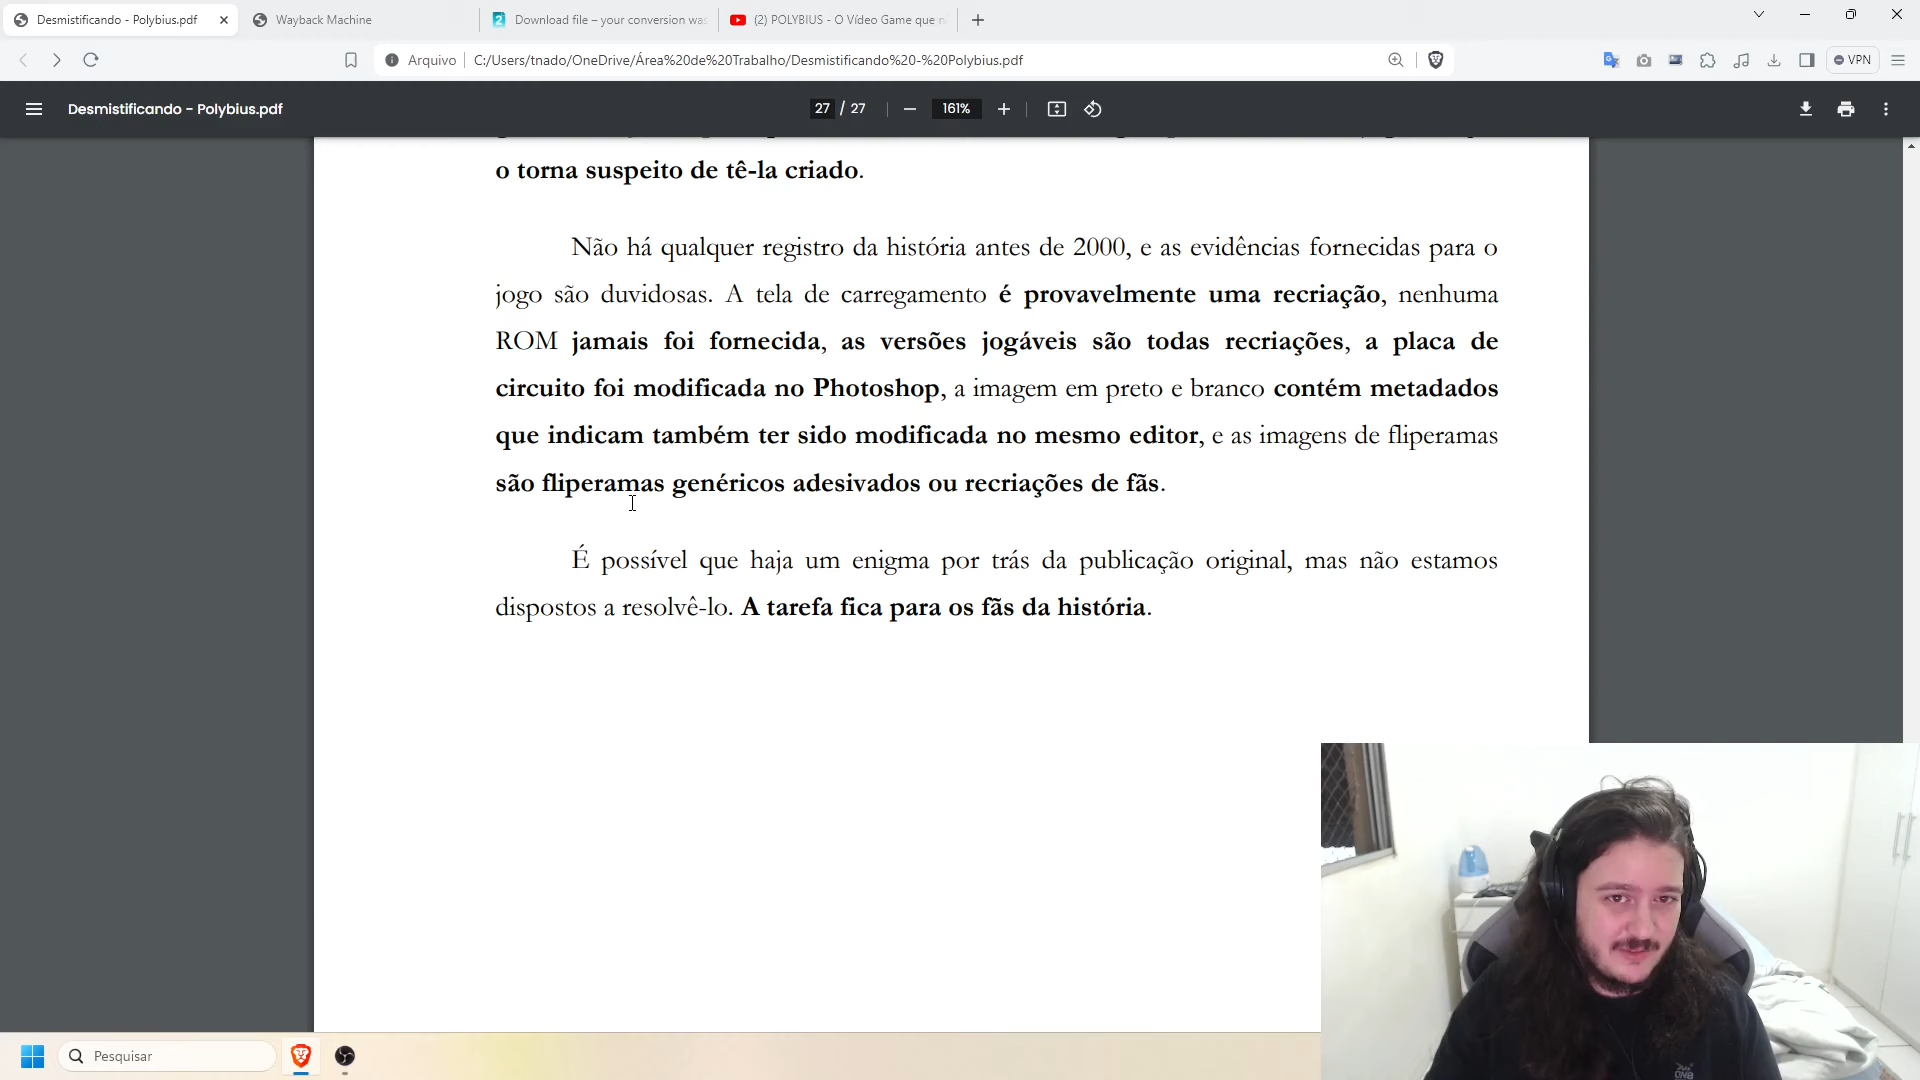 Desmistificando - Polybius.pdf
Wayback Machine
Download file – your conversion was
(2) POLYBIUS - O Vídeo Game que n
Arquivo
C:/Users/tnado/OneDrive/Área%20de%20Trabalho/Desmistificando%20-%20Polybius.pdf
VPN
Desmistificando - Polybius.pdf
27 / 27
161%
o torna suspeito de tê-la criado.
Não há qualquer registro da história antes de 2000, e as evidências fornecidas para o
jogo são duvidosas. A tela de carregamento é provavelmente uma recriação, nenhuma
ROM jamais foi fornecida, as versões jogáveis são todas recriações, a placa de
circuito foi modificada no Photoshop, a imagem em preto e branco contém metadados
que indicam também ter sido modificada no mesmo editor, e as imagens de fliperamas
são fliperamas genéricos adesivados ou recriações de fãs.
É possível que haja um enigma por trás da publicação original, mas não estamos
dispostos a resolvê-lo. A tarefa fica para os fãs da história.
Pesquisar